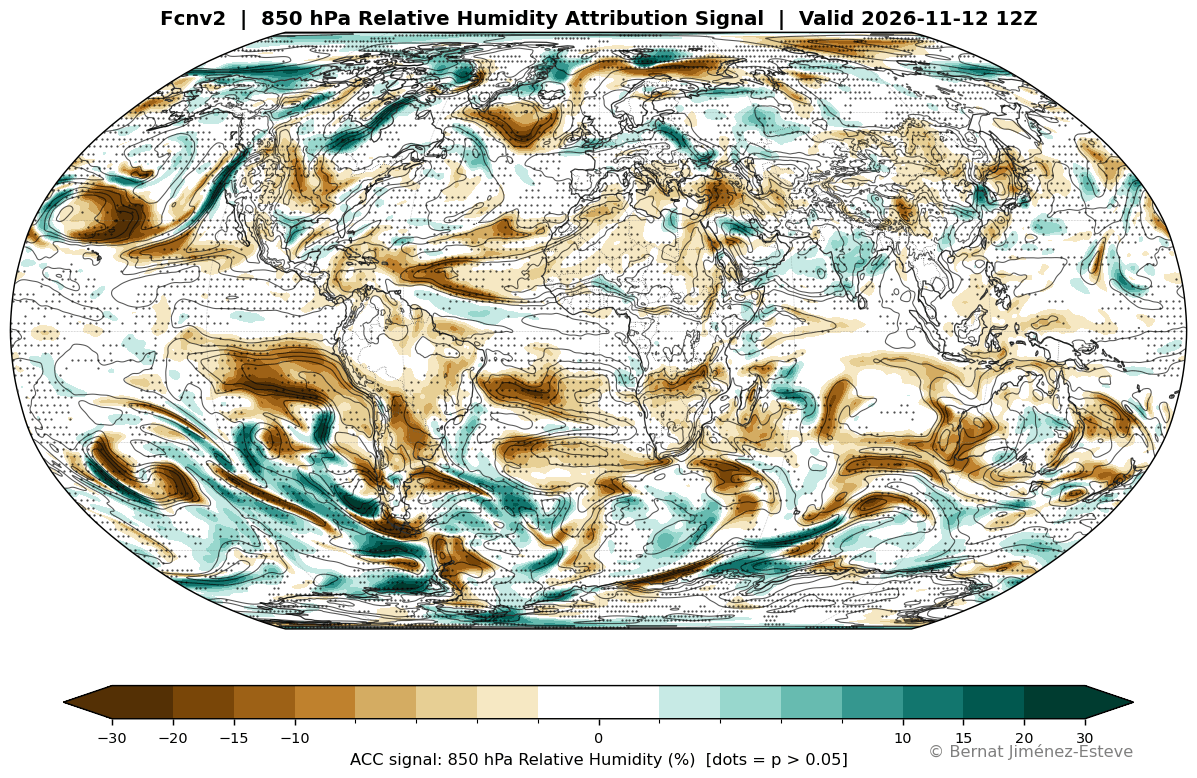 Fcnv2 | 850 hPa Relative Humidity Attribution Signal | Valid 2026-11-12 12Z
−30 −20 −15 −10 0 10 15 20 30
ACC signal: 850 hPa Relative Humidity (%) [dots = p > 0.05]
© Bernat Jiménez-Esteve